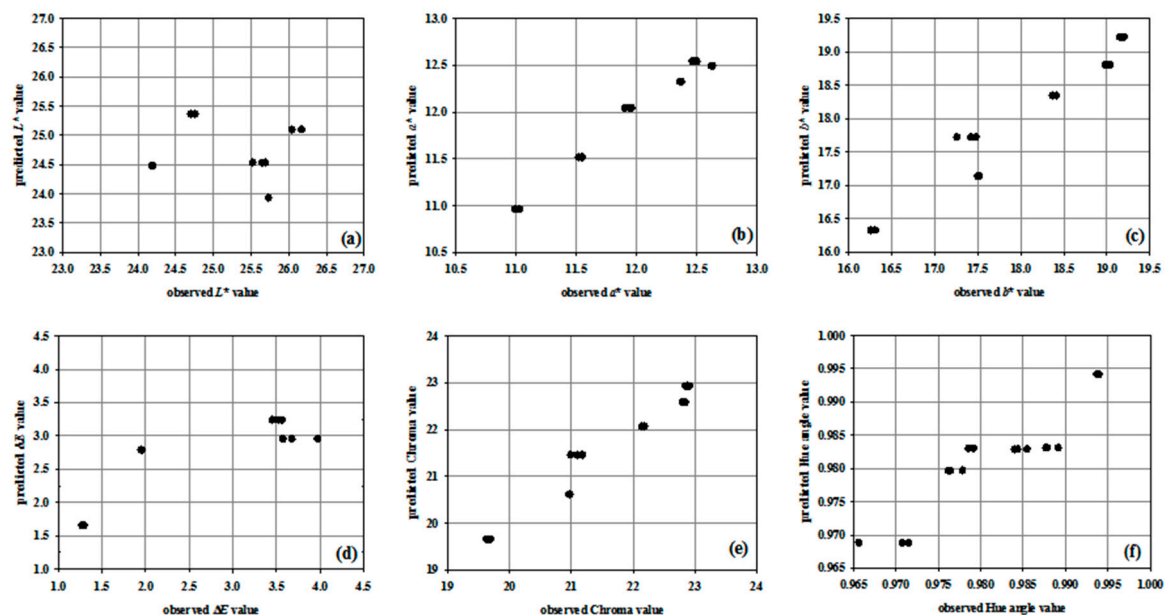 27.0
26.5
26.0
25.5
25.0
24.5
24.0
23.5
23.0
predicted L* value
(a)
23.0 23.5 24.0 24.5 25.0 25.5 26.0 26.5 27.0
observed L* value
13.0
12.5
12.0
11.5
11.0
10.5
predicted a* value
(b)
10.5 11.0 11.5 12.0 12.5 13.0
observed a* value
19.5
19.0
18.5
18.0
17.5
17.0
16.5
16.0
predicted b* value
(c)
16.0 16.5 17.0 17.5 18.0 18.5 19.0 19.5
observed b* value
4.5
4.0
3.5
3.0
2.5
2.0
1.5
1.0
predicted ΔE value
(d)
1.0 1.5 2.0 2.5 3.0 3.5 4.0 4.5
observed ΔE value
24
23
22
21
20
19
predicted Chroma value
(e)
19 20 21 22 23 24
observed Chroma value
1.000
0.995
0.990
0.985
0.980
0.975
0.970
0.965
predicted Hue angle value
(f)
0.965 0.970 0.975 0.980 0.985 0.990 0.995 1.000
observed Hue angle value